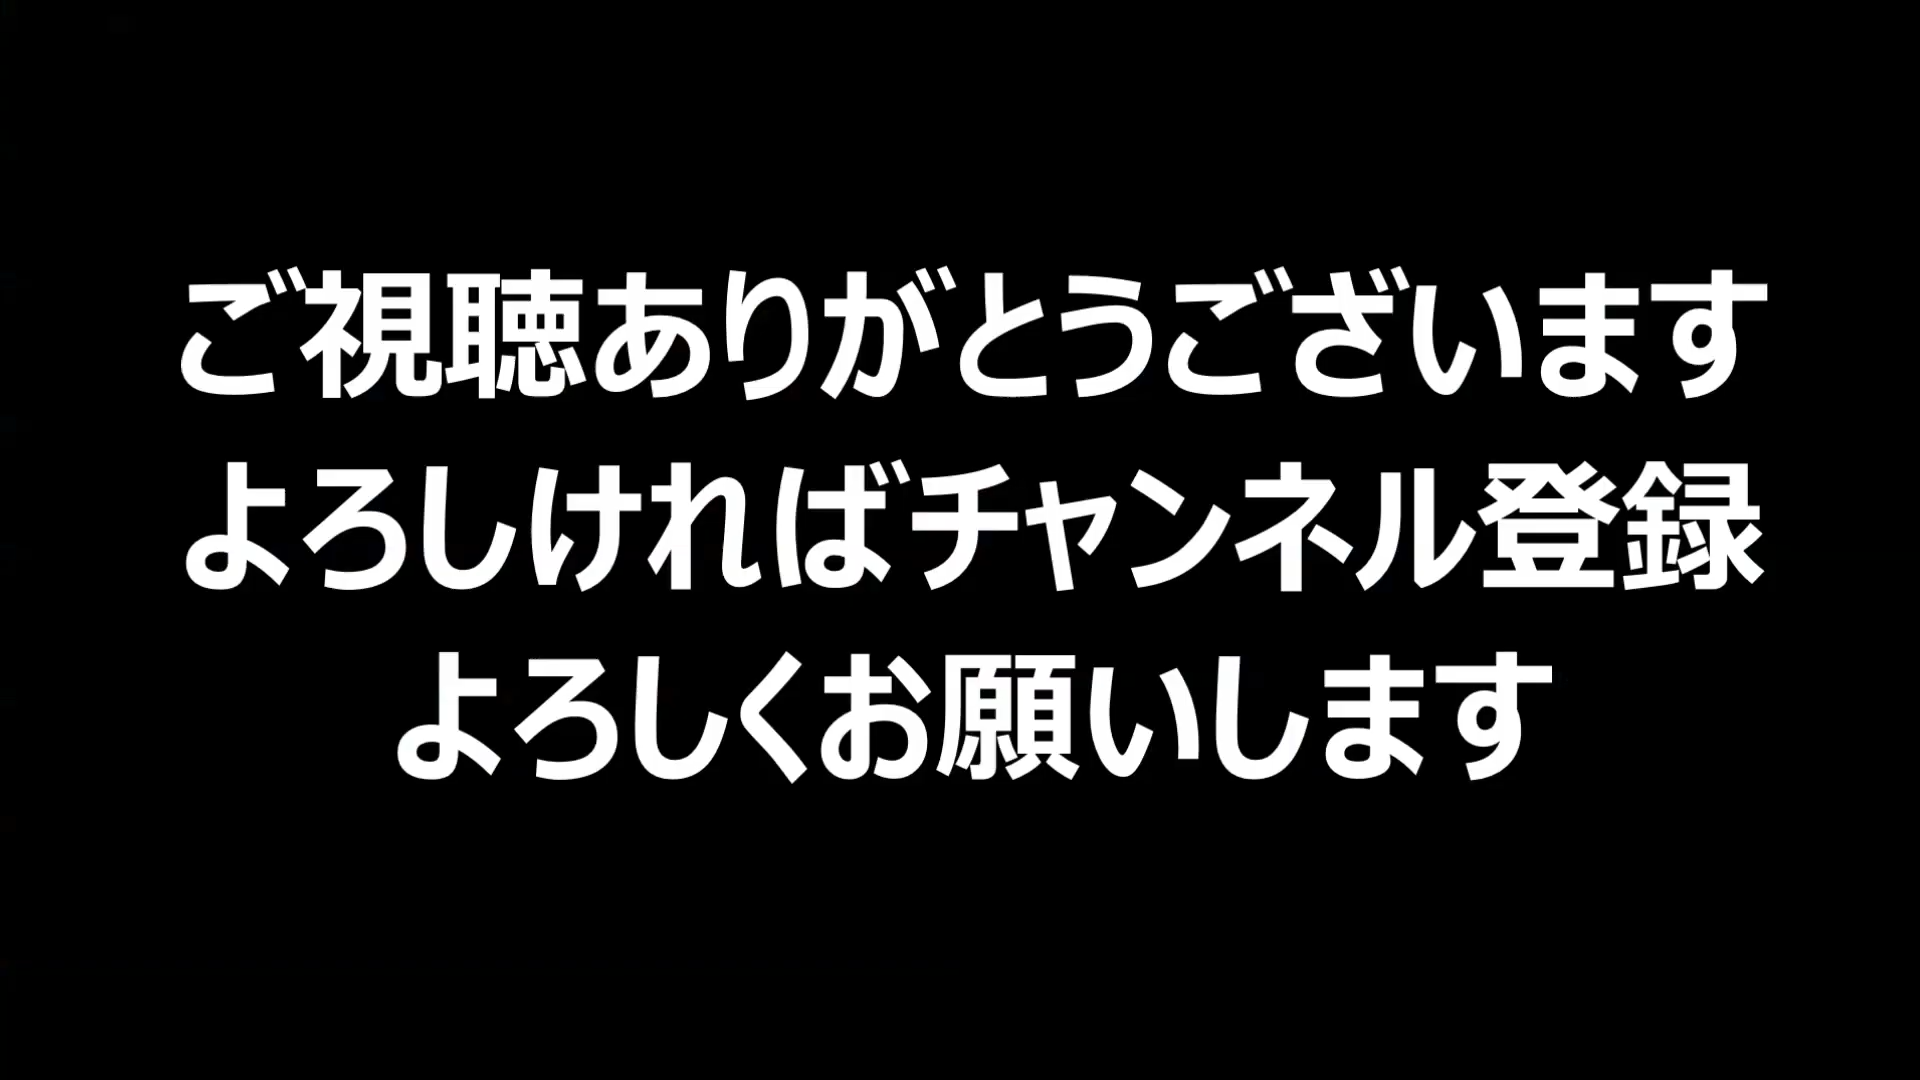 ご視聴ありがとうございます
よろしければチャンネル登録
よろしくお願いします